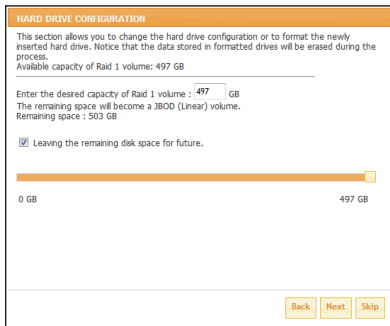 HARD DRIVE CONFIGURATION
This section allows you to change the hard drive configuration or to format the newly
inserted hard drive. Notice that the data stored in formatted drives will be erased during the
process.
Available capacity of Raid 1 volume: 497 GB
Enter the desired capacity of Raid 1 volume : 497 GB
The remaining space will become a JBOD (Linear) volume.
Remaining space : 503 GB
Leaving the remaining disk space for future.
0 GB 497 GB
Back Next Skip